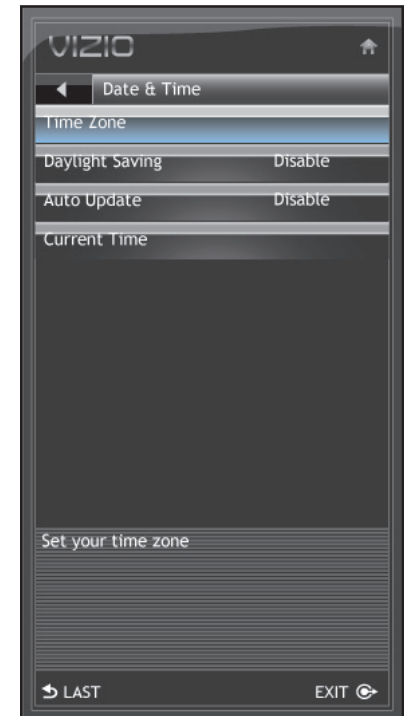 VIZIO
Date & Time
Time Zone
Daylight Saving Disable
Auto Update Disable
Current Time
Set your time zone
LAST EXIT